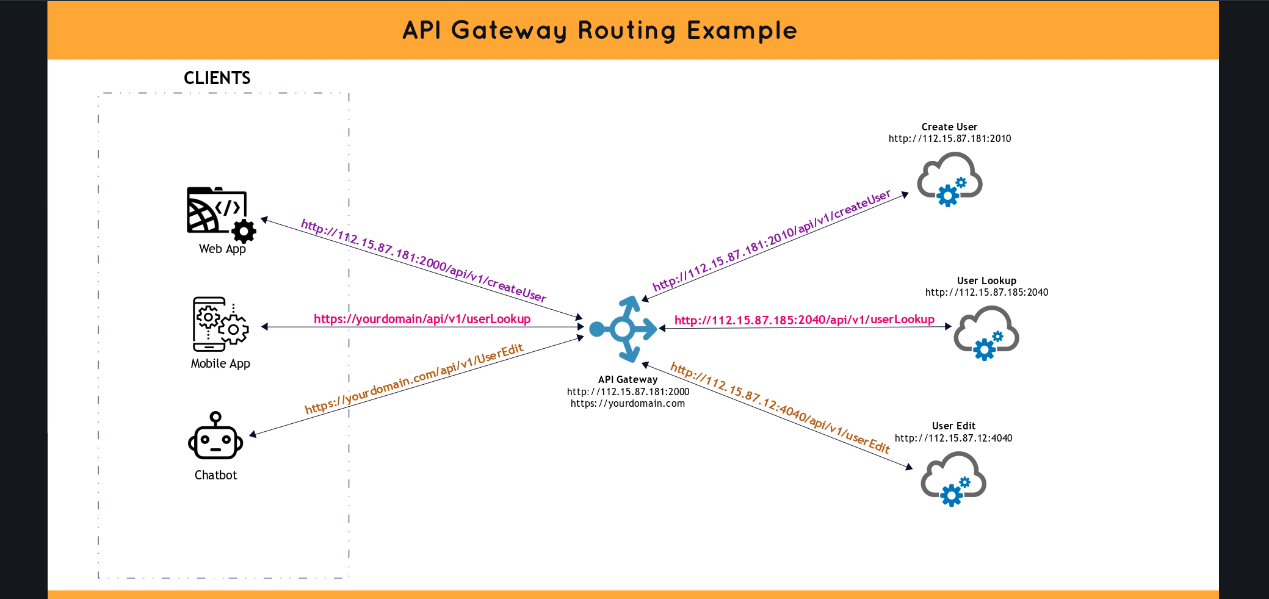 API Gateway Routing Example
CLIENTS
Web App
Mobile App
Chatbot
http://112.15.87.181:2000/api/v1/createUser
https://yourdomain/api/v1/userLookup
https://yourdomain.com/api/v1/UserEdit
API Gateway
http://112.15.87.181:2000
https://yourdomain.com
http://112.15.87.181:2010/api/v1/createUser
http://112.15.87.185:2040/api/v1/userLookup
http://112.15.87.12:4040/api/v1/userEdit
Create User
http://112.15.87.181:2010
User Lookup
http://112.15.87.185:2040
User Edit
http://112.15.87.12:4040